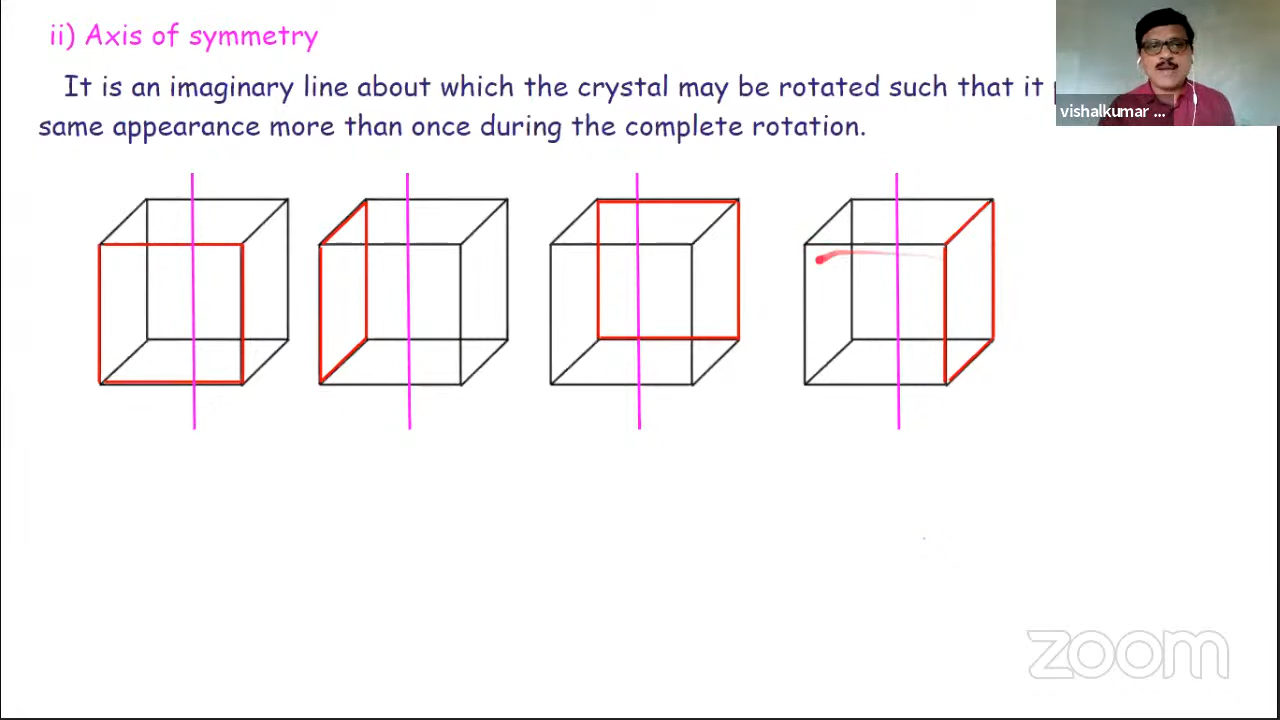 ii) Axis of symmetry
It is an imaginary line about which the crystal may be rotated such that it
same appearance more than once during the complete rotation.
vishalkumar ...
zoom